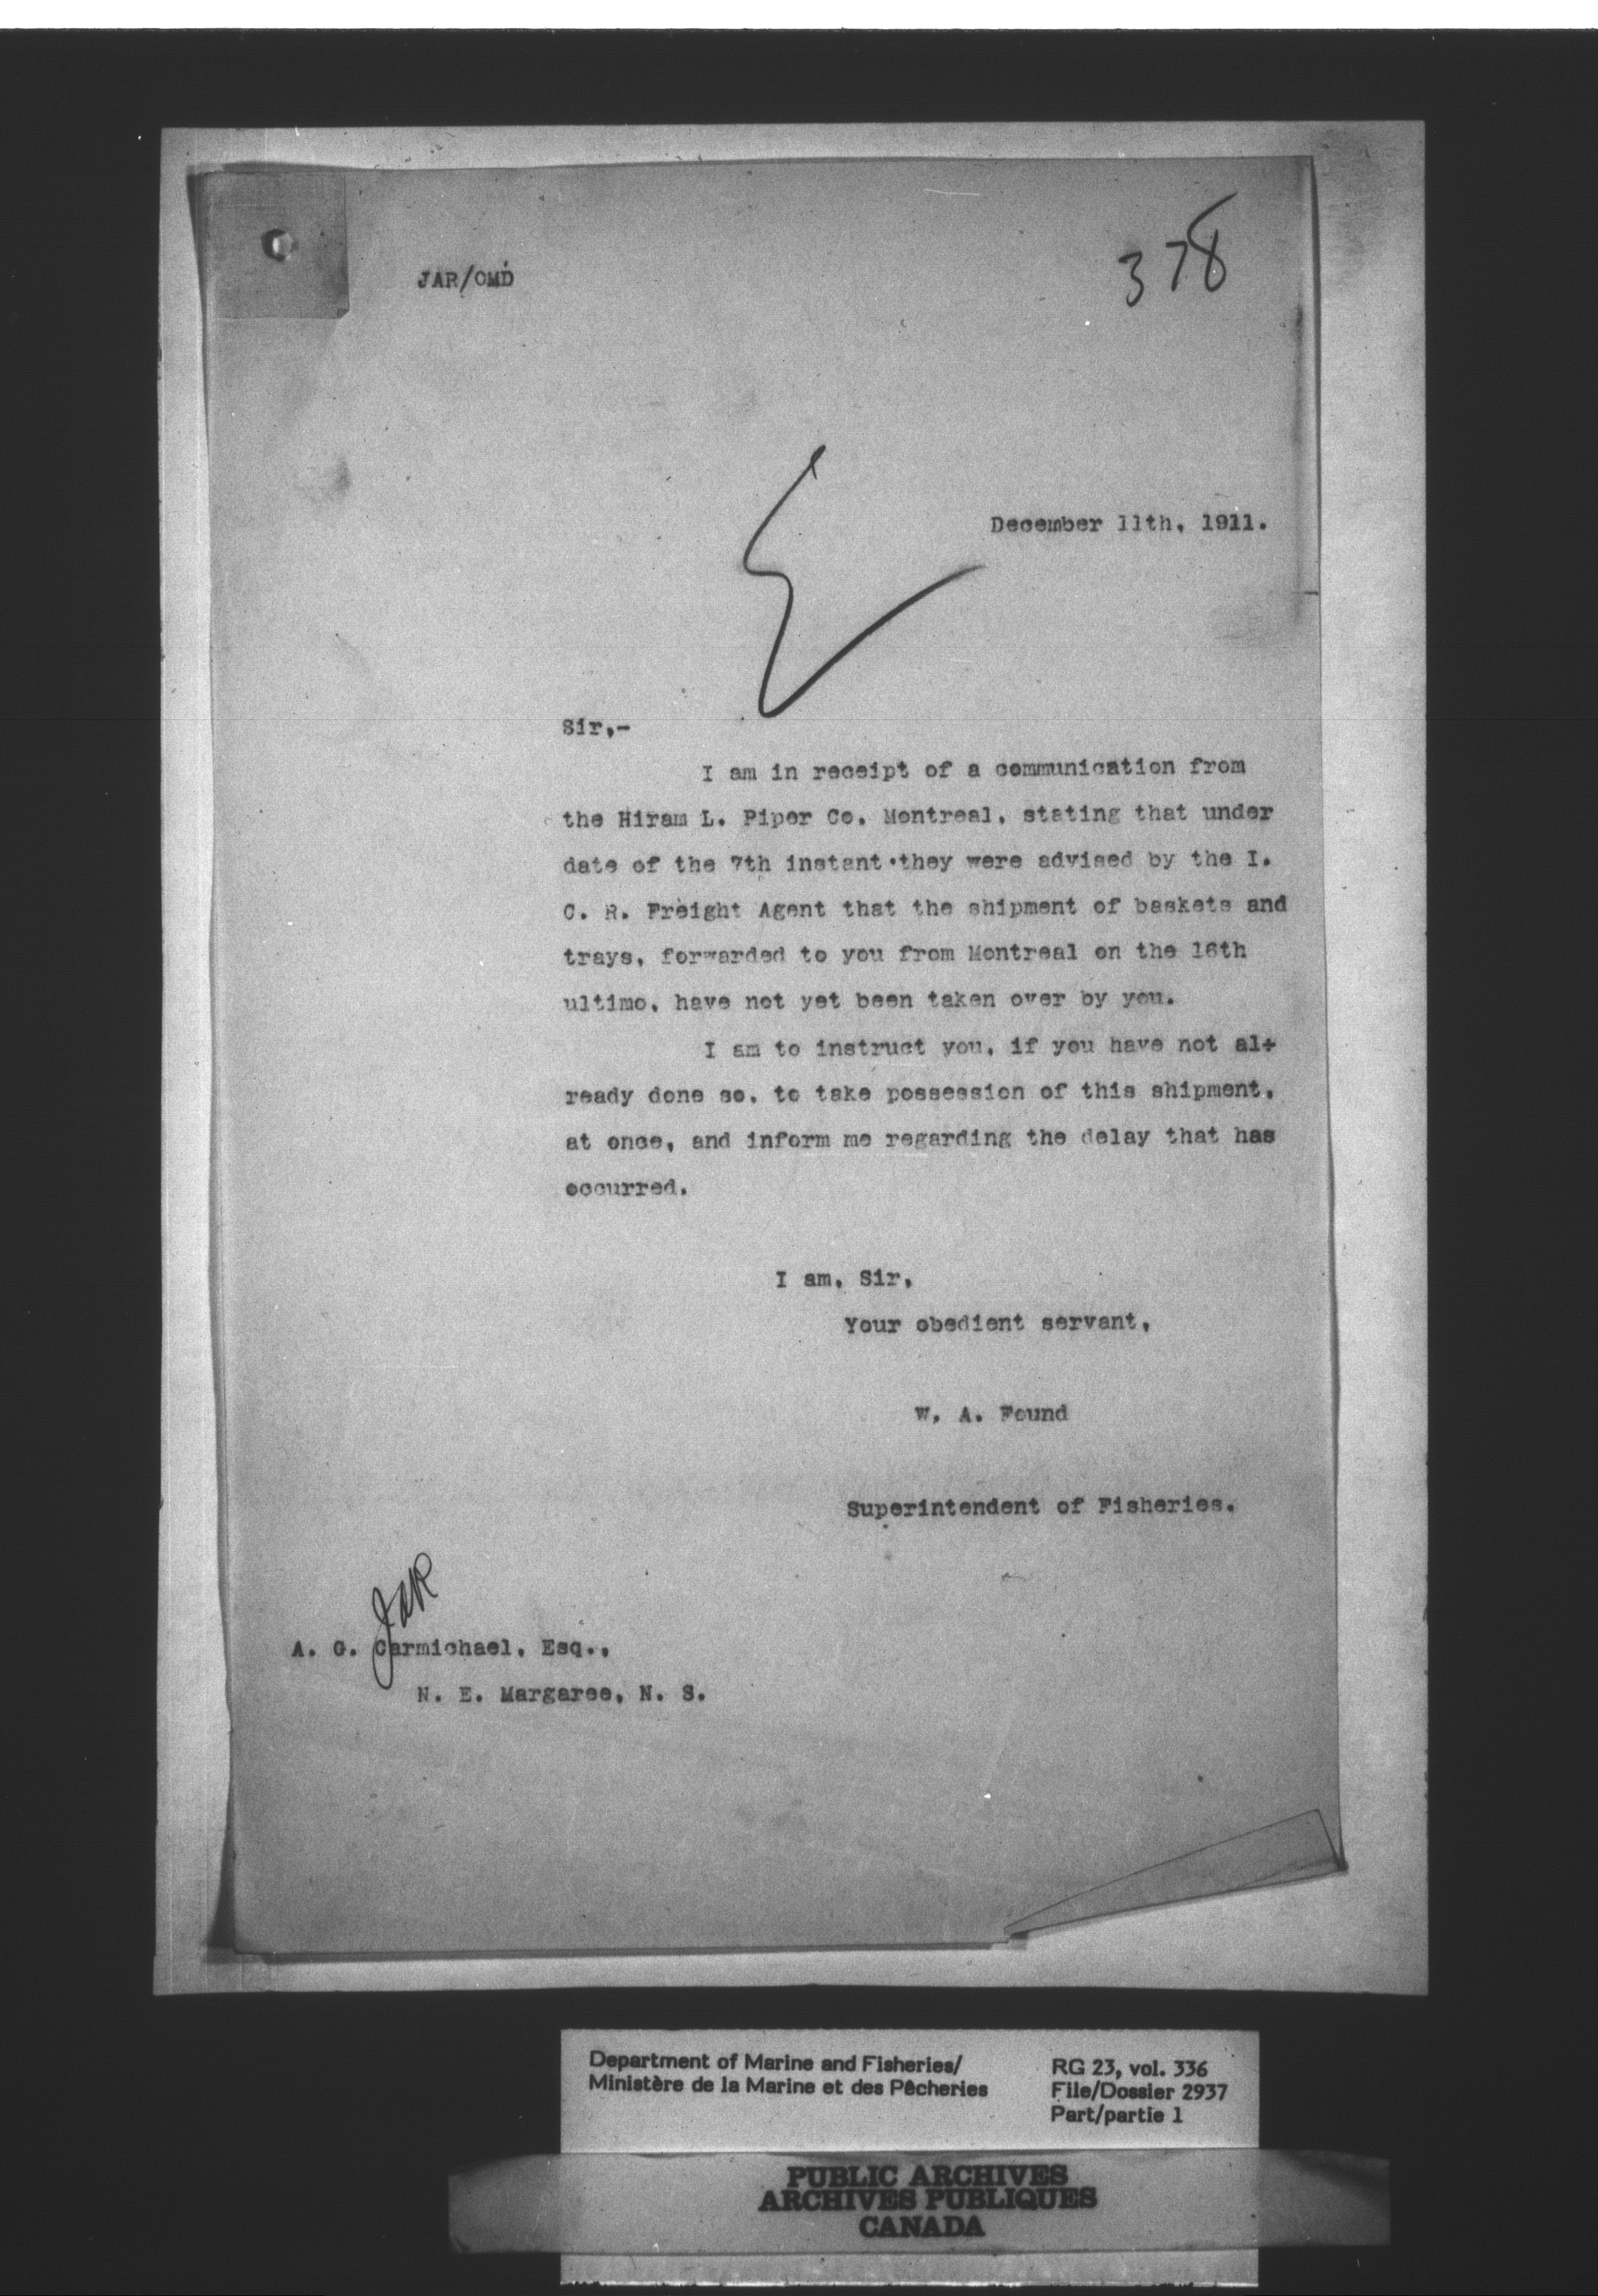 378
JAR/OMD
December 11th, 1911.
Sir,-
I am in receipt of a communication from
the Hiram L. Piper Co. Montreal, stating that under
date of the 7th instant they were advised by the I.
C. R. Freight Agent that the shipment of baskets and
trays, forwarded to you from Montreal on the 16th
ultimo, have not yet been taken over by you.
I am to instruct you, if you have not al-
ready done so, to take possession of this shipment,
at once, and inform me regarding the delay that has
occurred.
I am, Sir,
Your obedient servant,
W. A. Found
Superintendent of Fisheries.
JAR
A. G. Carmichael, Esq.,
N. E. Margaree, N. S.
Department of Marine and Fisheries/
Ministère de la Marine et des Pêcheries
RG 23, vol. 336
File/Dossier 2937
Part/partie 1
PUBLIC ARCHIVES
ARCHIVES PUBLIQUES
CANADA